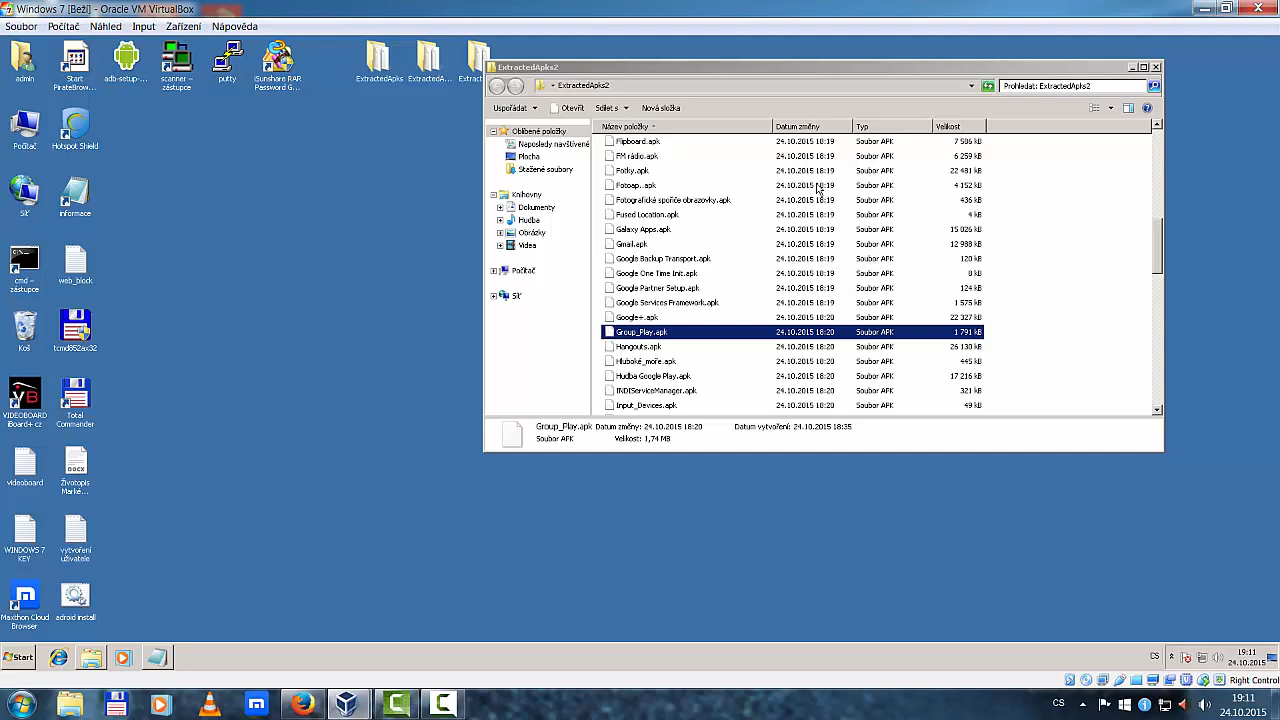 Windows 7 [Beží] - Oracle VM VirtualBox
Soubor Počítač Náhled Input Zařízení Nápověda
admin
Start PirateBrow...
adb-setup-...
scanner – zástupce
putty
iSunshare RAR Password G...
ExtractedApks
ExtractedA...
Extract
Počítač
Hotspot Shield
Síť
informace
cmd – zástupce
web_block
Koš
tcmd852ax32
VIDEOBOARD iBoard+ cz
Total Commander
videoboard
Životopis Marké...
WINDOWS 7 KEY
vytvoření uživatele
Maxthon Cloud Browser
adroid install
ExtractedApks2
ExtractedApks2
Prohledat: ExtractedApks2
Uspořádat Otevřít Sdílet s Nová složka
Oblíbené položky
Naposledy navštívené
Plocha
Stažené soubory
Knihovny
Dokumenty
Hudba
Obrázky
Videa
Počítač
Síť
Název položky Datum změny Typ Velikost
Flipboard.apk 24.10.2015 18:19 Soubor APK 7 586 kB
FM rádio.apk 24.10.2015 18:19 Soubor APK 6 259 kB
Fotky.apk 24.10.2015 18:19 Soubor APK 22 481 kB
Fotoap..apk 24.10.2015 18:19 Soubor APK 4 152 kB
Fotografické spořiče obrazovky.apk 24.10.2015 18:19 Soubor APK 436 kB
Fused Location.apk 24.10.2015 18:19 Soubor APK 4 kB
Galaxy Apps.apk 24.10.2015 18:19 Soubor APK 15 026 kB
Gmail.apk 24.10.2015 18:19 Soubor APK 12 988 kB
Google Backup Transport.apk 24.10.2015 18:19 Soubor APK 120 kB
Google One Time Init.apk 24.10.2015 18:19 Soubor APK 8 kB
Google Partner Setup.apk 24.10.2015 18:19 Soubor APK 124 kB
Google Services Framework.apk 24.10.2015 18:19 Soubor APK 1 575 kB
Google+.apk 24.10.2015 18:20 Soubor APK 22 327 kB
Group_Play.apk 24.10.2015 18:20 Soubor APK 1 791 kB
Hangouts.apk 24.10.2015 18:20 Soubor APK 26 130 kB
Hluboké_moře.apk 24.10.2015 18:20 Soubor APK 445 kB
Hudba Google Play.apk 24.10.2015 18:20 Soubor APK 17 216 kB
INDIServiceManager.apk 24.10.2015 18:20 Soubor APK 321 kB
Input_Devices.apk 24.10.2015 18:20 Soubor APK 49 kB
Group_Play.apk Datum změny: 24.10.2015 18:20 Datum vytvoření: 24.10.2015 18:35
Soubor APK Velikost: 1,74 MB
Start
CS 19:11
24.10.2015
Right Control
CS 19:11
24.10.2015